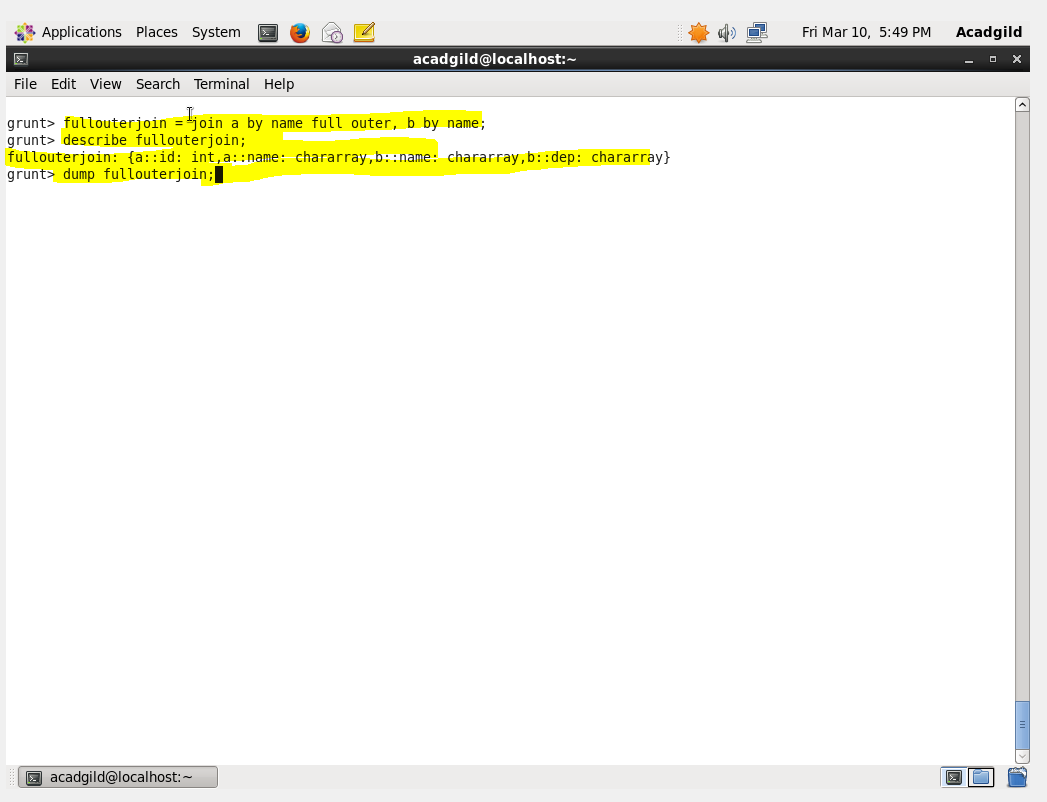 Applications Places System Fri Mar 10, 5:49 PM Acadgild
acadgild@localhost:~
File Edit View Search Terminal Help
grunt> fullouterjoin = join a by name full outer, b by name;
grunt> describe fullouterjoin;
fullouterjoin: {a::id: int,a::name: chararray,b::name: chararray,b::dep: chararray}
grunt> dump fullouterjoin;
acadgild@localhost:~